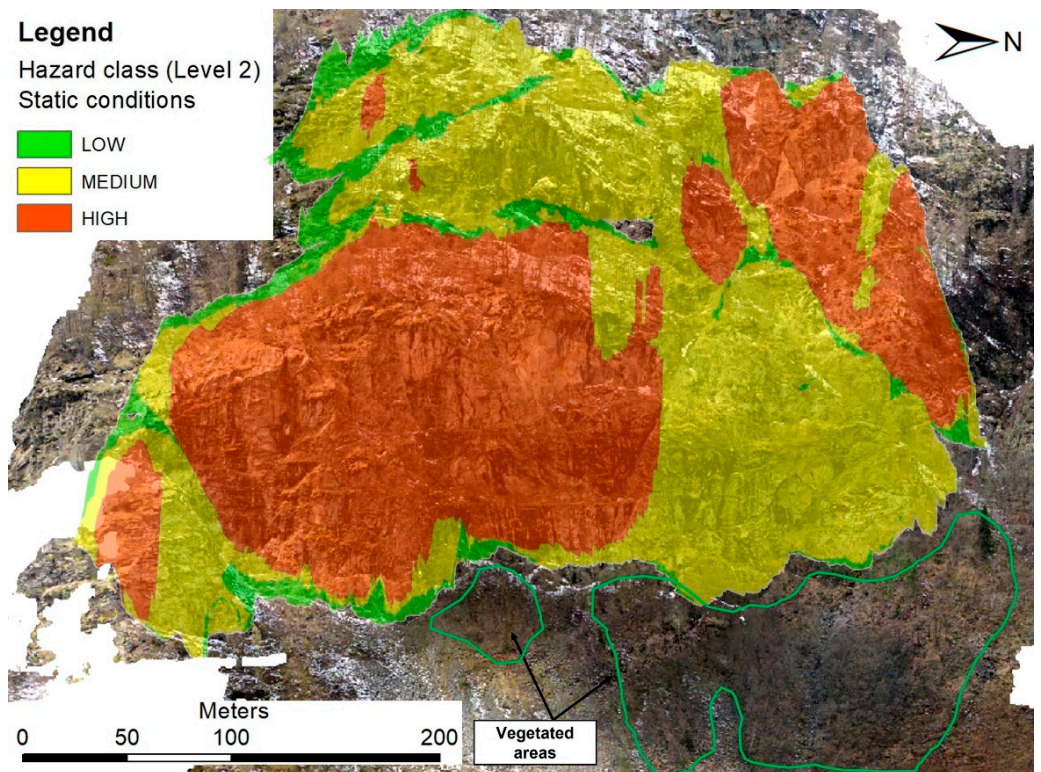 Legend
Hazard class (Level 2)
Static conditions
LOW
MEDIUM
HIGH
N
Meters
0 50 100 200
Vegetated
areas